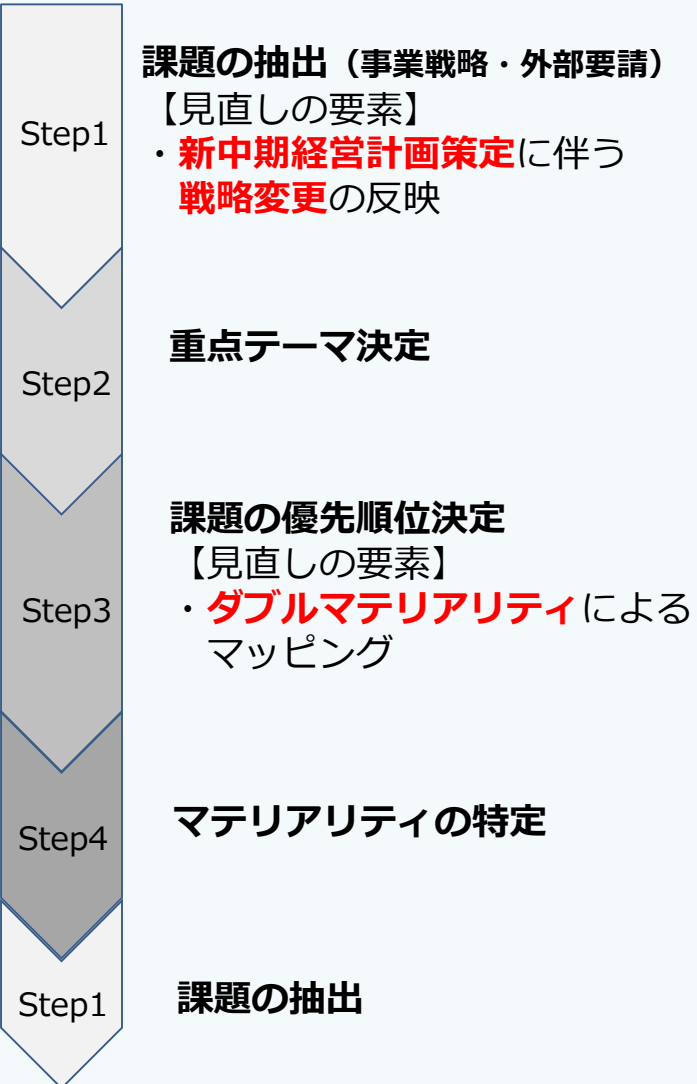 Step1
課題の抽出（事業戦略・外部要請）
【見直しの要素】
・新中期経営計画策定に伴う
戦略変更の反映
Step2
重点テーマ決定
Step3
課題の優先順位決定
【見直しの要素】
・ダブルマテリアリティによる
マッピング
Step4
マテリアリティの特定
Step1
課題の抽出